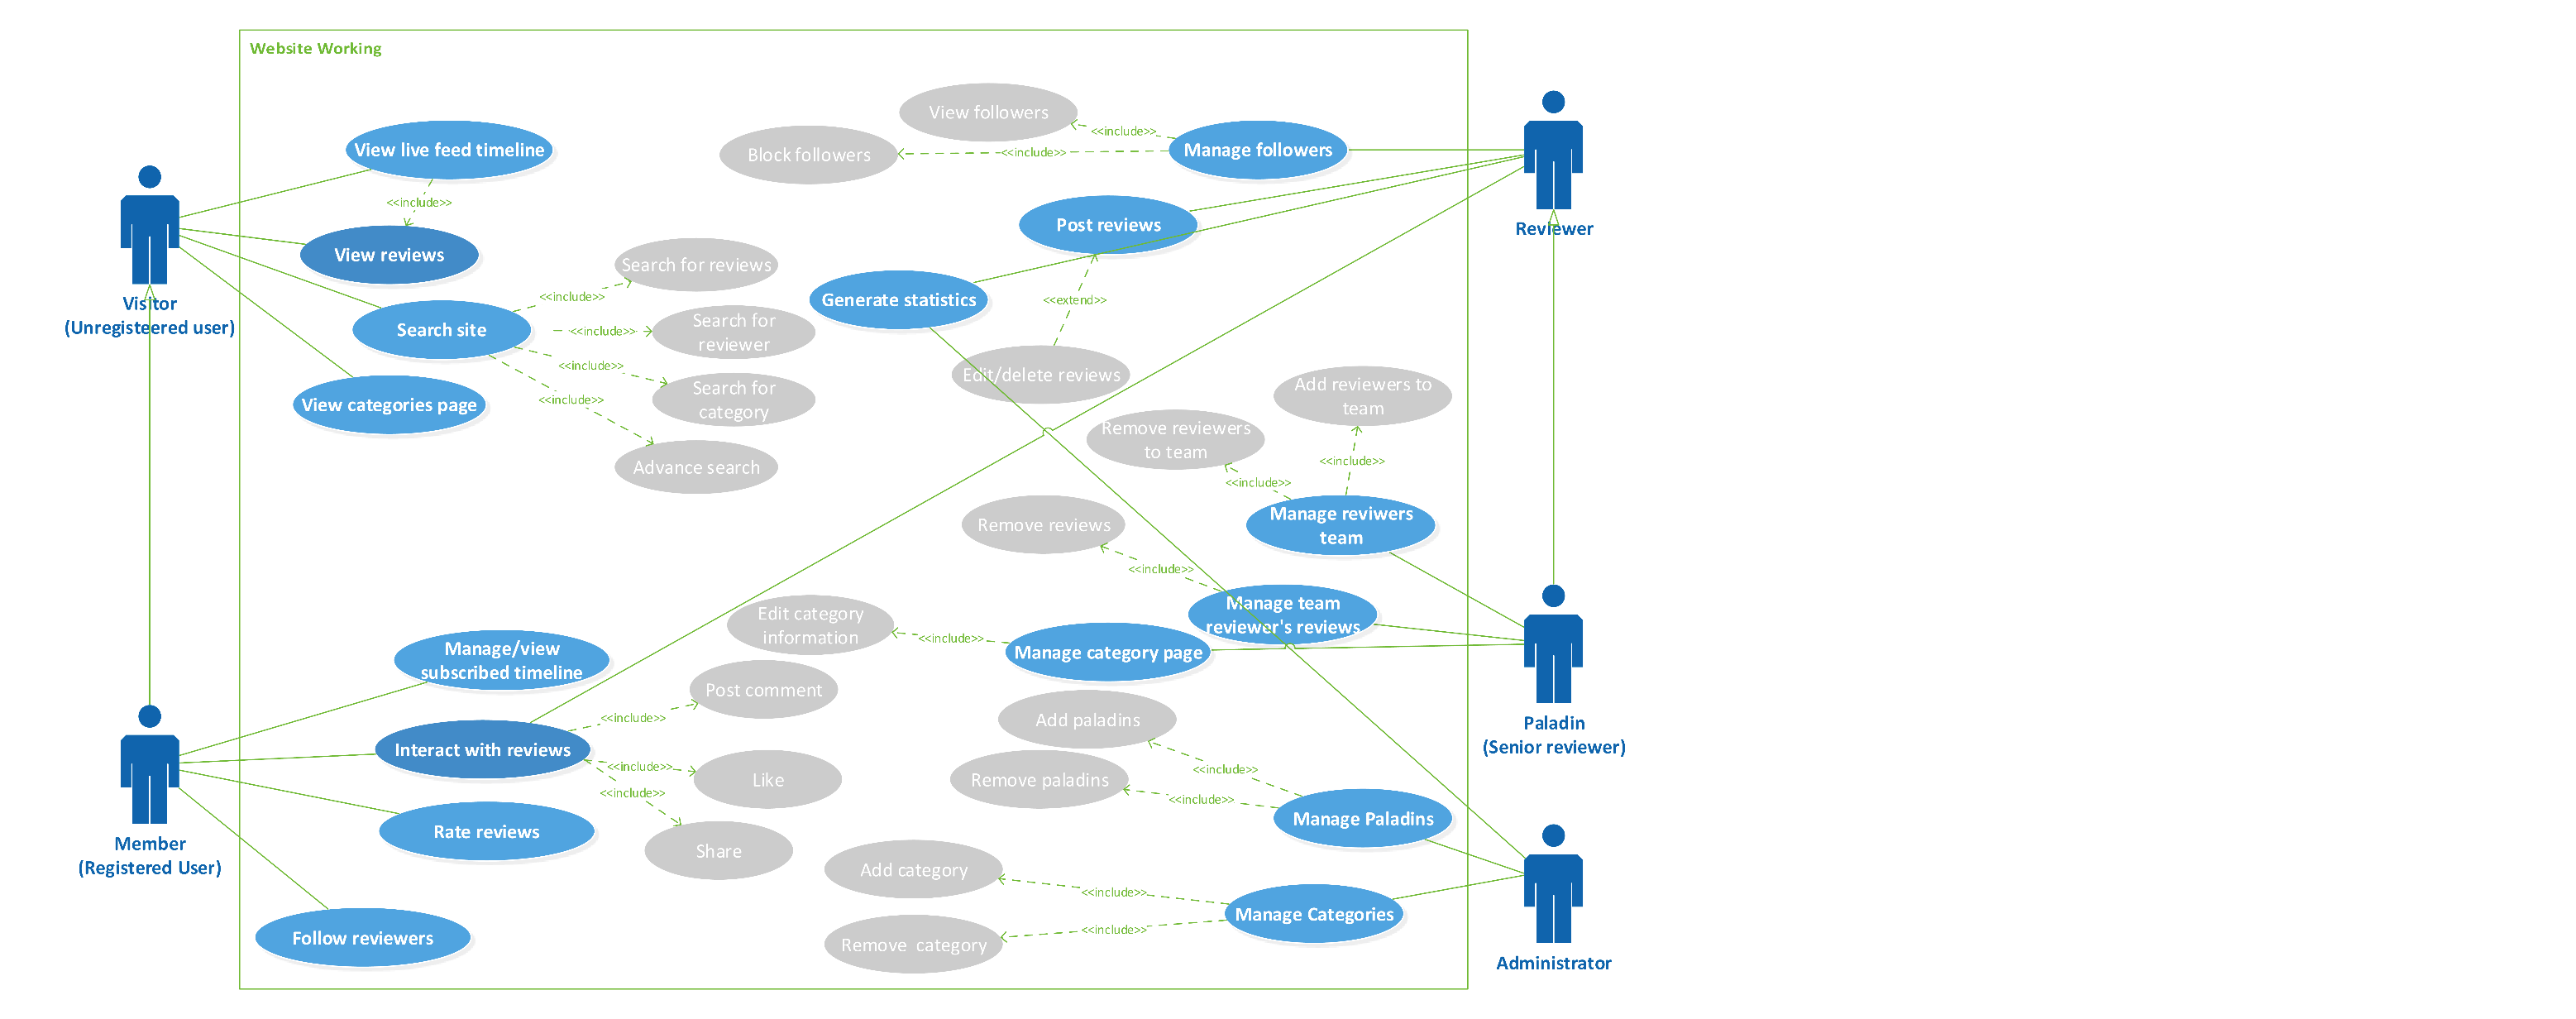 Website Working
View followers
<<include>>
Block followers
<<include>>
Manage followers
View live feed timeline
<<include>>
View reviews
Visitor
(Unregisteered user)
Search for reviews
<<include>>
Search site
<<include>>
Search for
reviewer
<<include>>
Search for
category
<<include>>
Advance search
View categories page
Post reviews
Reviewer
Generate statistics
<<extend>>
Edit/delete reviews
Add reviewers to
team
Remove reviewers
to team
<<include>>
<<include>>
Manage reviwers
team
Remove reviews
<<include>>
Manage team
reviewer's reviews
Edit category
information
<<include>>
Manage category page
Paladin
(Senior reviewer)
Manage/view
subscribed timeline
Post comment
<<include>>
Interact with reviews
<<include>>
Like
<<include>>
Share
Rate reviews
Member
(Registered User)
Follow reviewers
Add paladins
<<include>>
Remove paladins
<<include>>
Manage Paladins
Add category
<<include>>
Manage Categories
<<include>>
Remove  category
Administrator